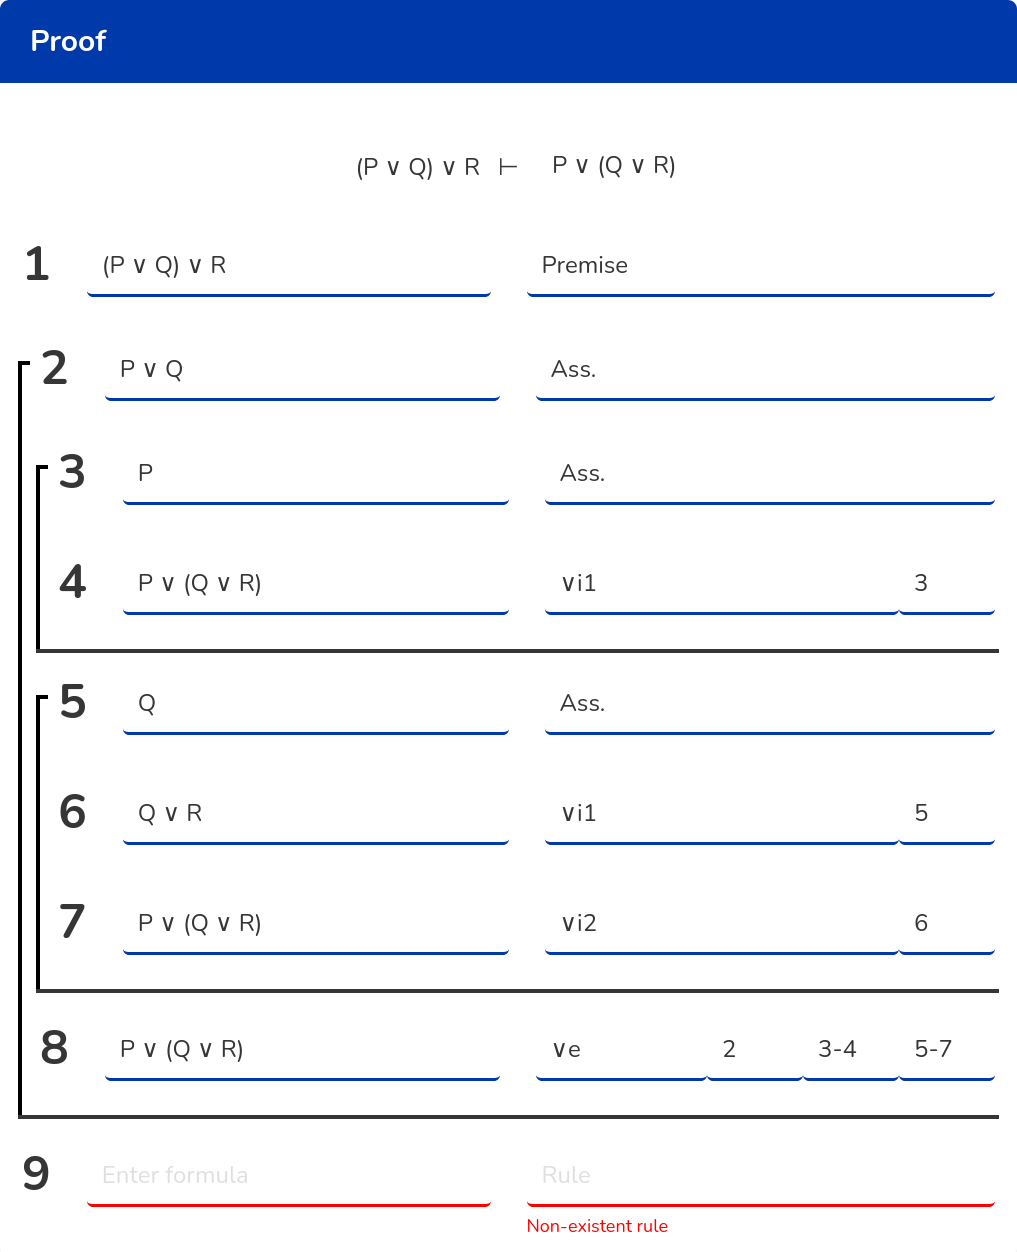 Proof
(P ∨ Q) ∨ R ⊢ P ∨ (Q ∨ R)
1 (P ∨ Q) ∨ R Premise
2 P ∨ Q Ass.
3 P Ass.
4 P ∨ (Q ∨ R) ∨i1 3
5 Q Ass.
6 Q ∨ R ∨i1 5
7 P ∨ (Q ∨ R) ∨i2 6
8 P ∨ (Q ∨ R) ∨e 2 3-4 5-7
9 Enter formula Rule
Non-existent rule